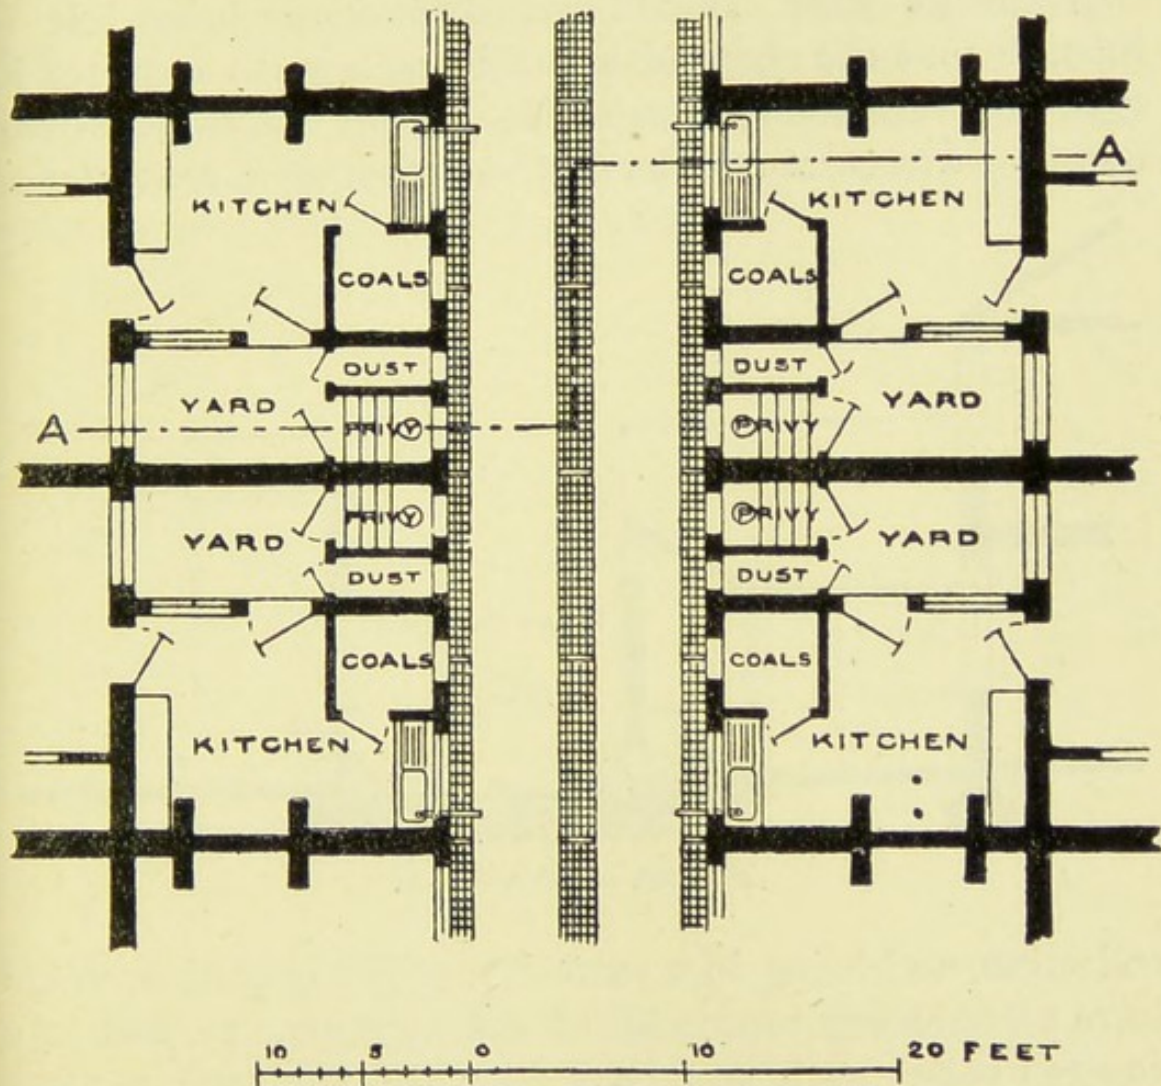 KITCHEN KITCHEN A
COALS COALS
DUST DUST
A YARD PRIVY PRIVY YARD
YARD PRIVY PRIVY YARD
DUST DUST
COALS COALS
KITCHEN KITCHEN
10 5 0 10 20 FEET